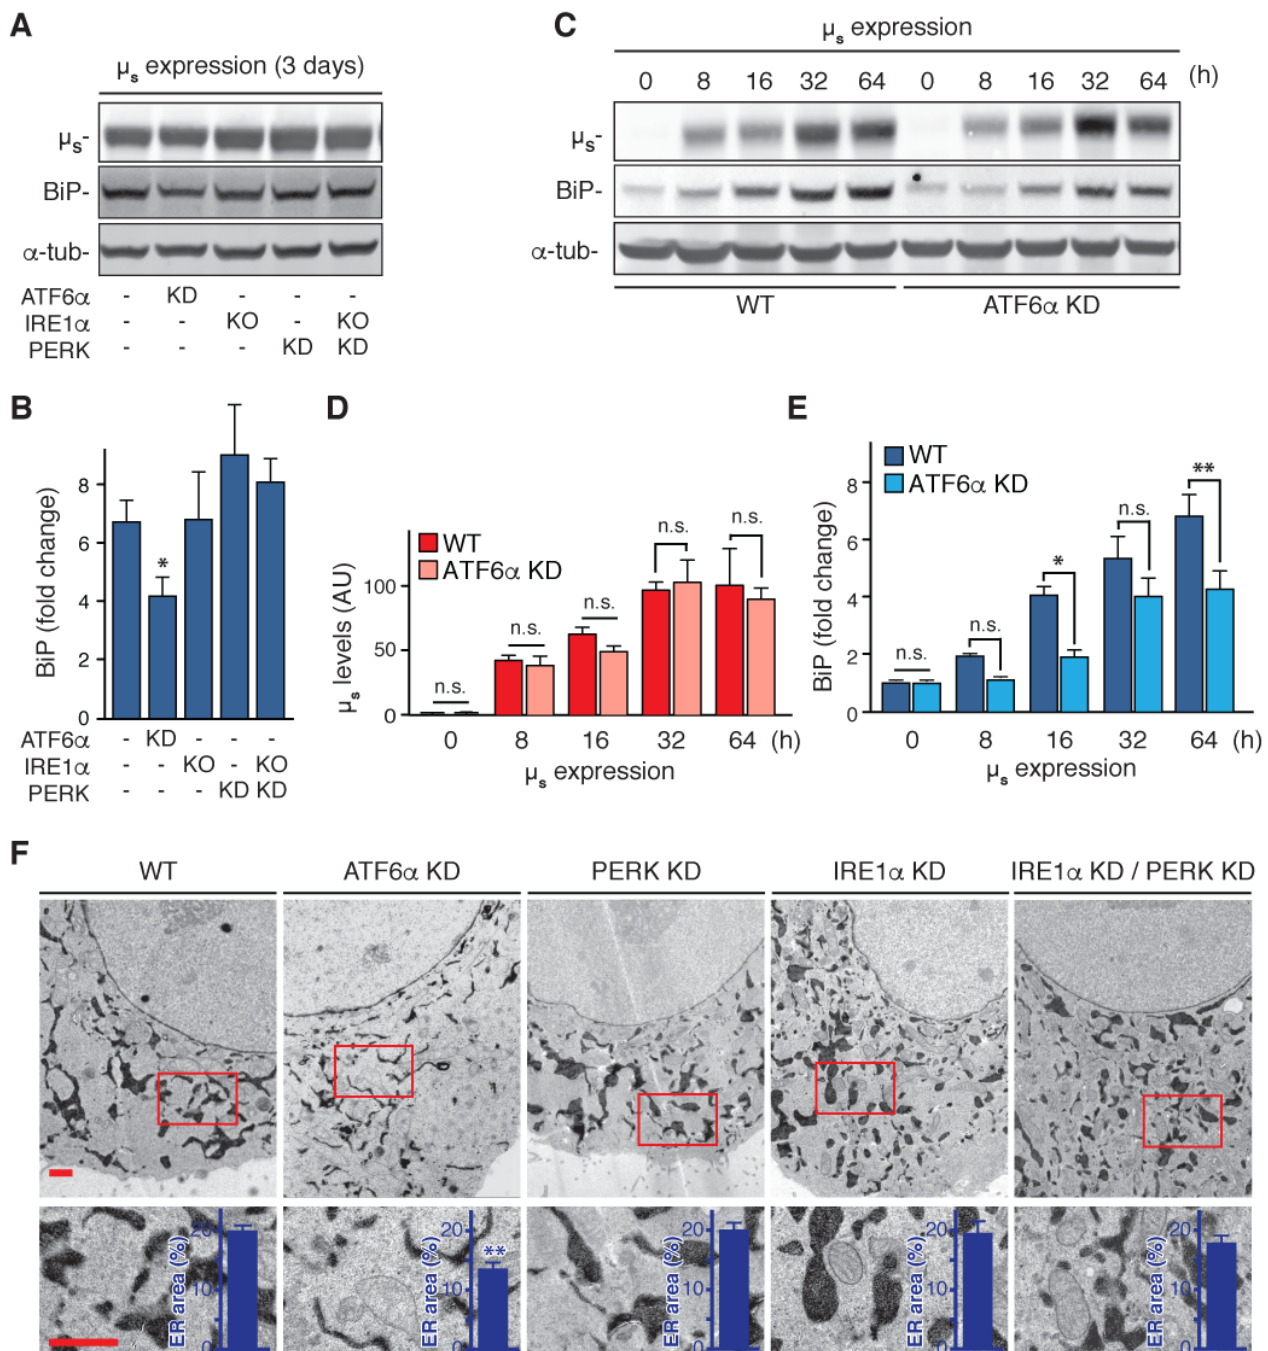 A
μs expression (3 days)
μs-
BiP-
α-tub-
ATF6α - KD - - -
IRE1α - - KO - KO
PERK - - - KD KD
C
μs expression
0 8 16 32 64 0 8 16 32 64 (h)
μs-
BiP-
α-tub-
WT ATF6α KD
B
BiP (fold change)
8
6
4
2
0
*
ATF6α - KD - - -
IRE1α - - KO - KO
PERK - - - KD KD
D
WT
ATF6α KD
μs levels (AU)
100
50
0
n.s. n.s. n.s. n.s. n.s.
0 8 16 32 64 (h)
μs expression
E
WT
ATF6α KD
BiP (fold change)
8
6
4
2
0
n.s. n.s. * n.s. **
0 8 16 32 64 (h)
μs expression
F
WT ATF6α KD PERK KD IRE1α KD IRE1α KD / PERK KD
ER area (%) 20 10 0
ER area (%) 20 10 0 **
ER area (%) 20 10 0
ER area (%) 20 10 0
ER area (%) 20 10 0